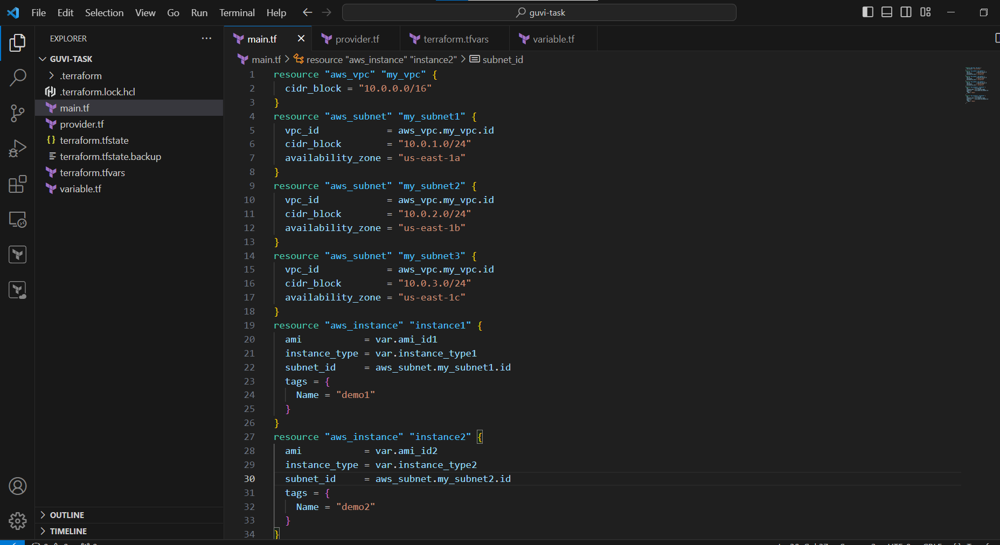 File Edit Selection View Go Run Terminal Help
guvi-task
EXPLORER
GUVI-TASK
.terraform
.terraform.lock.hcl
main.tf
provider.tf
terraform.tfstate
terraform.tfstate.backup
terraform.tfvars
variable.tf
OUTLINE
TIMELINE
main.tf provider.tf terraform.tfvars variable.tf
main.tf > resource "aws_instance" "instance2" > subnet_id
1 resource "aws_vpc" "my_vpc" {
2   cidr_block = "10.0.0.0/16"
3 }
4 resource "aws_subnet" "my_subnet1" {
5   vpc_id            = aws_vpc.my_vpc.id
6   cidr_block        = "10.0.1.0/24"
7   availability_zone = "us-east-1a"
8 }
9 resource "aws_subnet" "my_subnet2" {
10   vpc_id            = aws_vpc.my_vpc.id
11   cidr_block        = "10.0.2.0/24"
12   availability_zone = "us-east-1b"
13 }
14 resource "aws_subnet" "my_subnet3" {
15   vpc_id            = aws_vpc.my_vpc.id
16   cidr_block        = "10.0.3.0/24"
17   availability_zone = "us-east-1c"
18 }
19 resource "aws_instance" "instance1" {
20   ami           = var.ami_id1
21   instance_type = var.instance_type1
22   subnet_id     = aws_subnet.my_subnet1.id
23   tags = {
24     Name = "demo1"
25   }
26 }
27 resource "aws_instance" "instance2" {
28   ami           = var.ami_id2
29   instance_type = var.instance_type2
30   subnet_id     = aws_subnet.my_subnet2.id
31   tags = {
32     Name = "demo2"
33   }
34 }